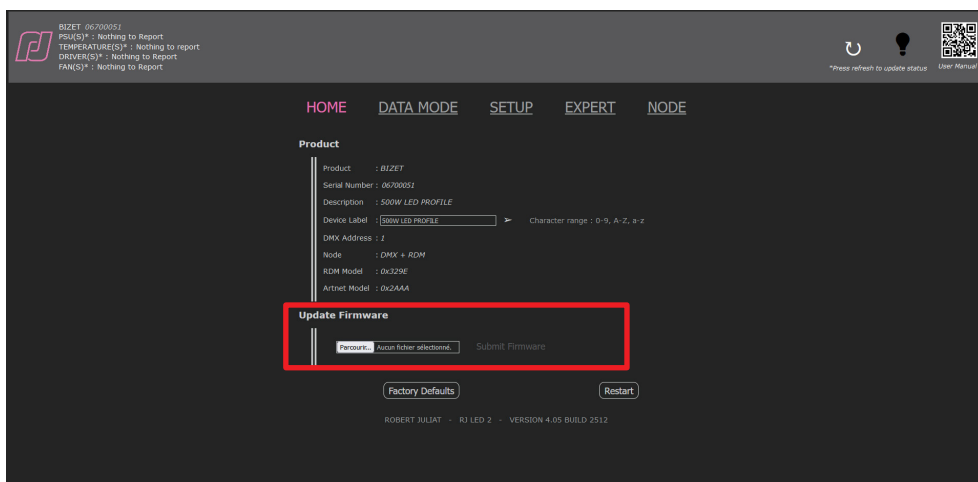 BIZET 06700051
PSU(S)* : Nothing to Report
TEMPERATURE(S)* : Nothing to report
DRIVER(S)* : Nothing to Report
FAN(S)* : Nothing to Report
*Press refresh to update status
User Manual
HOME DATA MODE SETUP EXPERT NODE
Product
Product : BIZET
Serial Number : 06700051
Description : 500W LED PROFILE
Device Label : 500W LED PROFILE ➢ Character range : 0-9, A-Z, a-z
DMX Address : 1
Node : DMX + RDM
RDM Model : 0x329E
Artnet Model : 0x2AAA
Update Firmware
Parcourir... Aucun fichier sélectionné. Submit Firmware
Factory Defaults Restart
ROBERT JULIAT - RJ LED 2 - VERSION 4.05 BUILD 2512